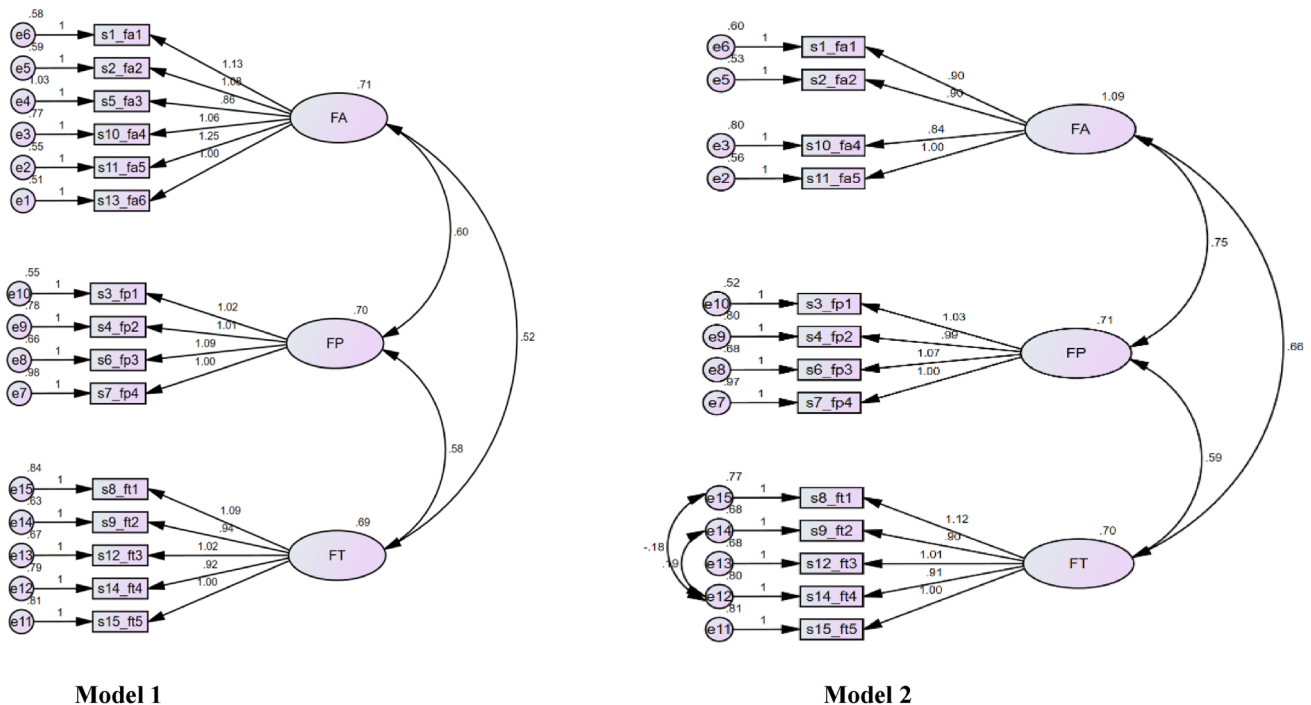 .58
e6 1 s1_fa1
.59
e5 1 s2_fa2
1.03
e4 1 s5_fa3
.77
e3 1 s10_fa4
.55
e2 1 s11_fa5
.51
e1 1 s13_fa6
1.13
1.08
.86
1.06
1.25
1.00
.71
FA
.60
.52
.55
e10 1 s3_fp1
.78
e9 1 s4_fp2
.66
e8 1 s6_fp3
.98
e7 1 s7_fp4
1.02
1.01
1.09
1.00
.70
FP
.58
.84
e15 1 s8_ft1
.63
e14 1 s9_ft2
.67
e13 1 s12_ft3
.79
e12 1 s14_ft4
.81
e11 1 s15_ft5
1.09
.94
1.02
.92
1.00
.69
FT
Model 1
.60
e6 1 s1_fa1
.53
e5 1 s2_fa2
.80
e3 1 s10_fa4
.56
e2 1 s11_fa5
.90
.90
.84
1.00
1.09
FA
.75
.66
.52
e10 1 s3_fp1
.80
e9 1 s4_fp2
.68
e8 1 s6_fp3
.97
e7 1 s7_fp4
1.03
.99
1.07
1.00
.71
FP
.59
.77
e15 1 s8_ft1
.68
e14 1 s9_ft2
.68
e13 1 s12_ft3
.80
e12 1 s14_ft4
.81
e11 1 s15_ft5
-.18
.19
1.12
.90
1.01
.91
1.00
.70
FT
Model 2